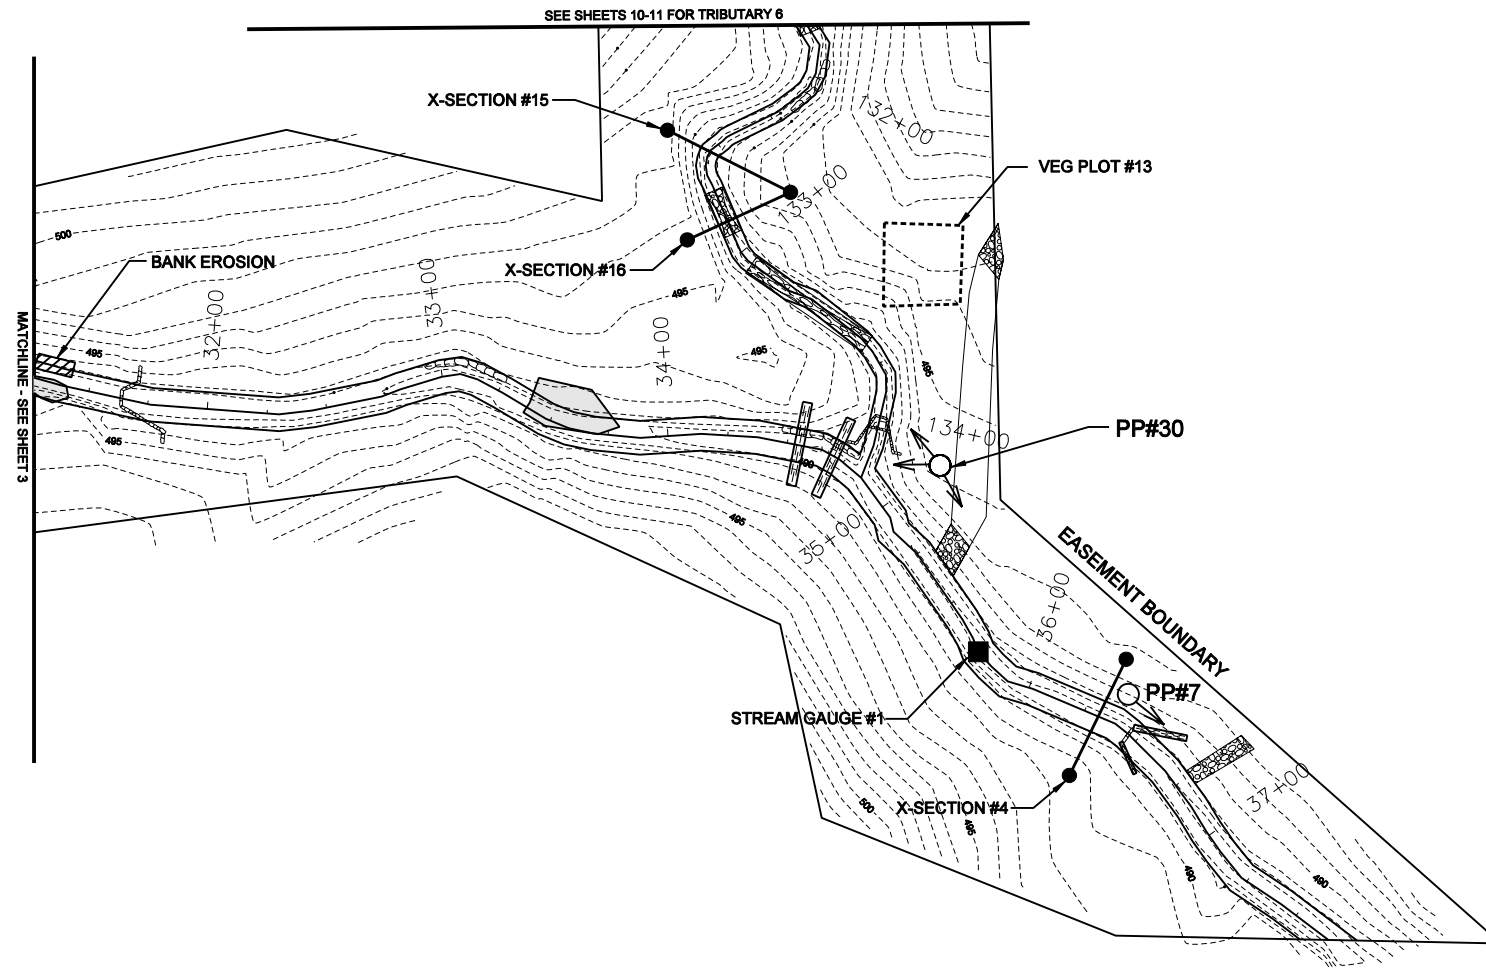 SEE SHEETS 10-11 FOR TRIBUTARY 6
X-SECTION #15
132+00
VEG PLOT #13
133+00
500
BANK EROSION
X-SECTION #16
495
32+00
33+00
34+00
MATCHLINE - SEE SHEET 3
495
495
495
134+00
PP#30
495
490
495
35+00
EASEMENT BOUNDARY
36+00
PP#7
STREAM GAUGE #1
37+00
500
X-SECTION #4
495
490
490